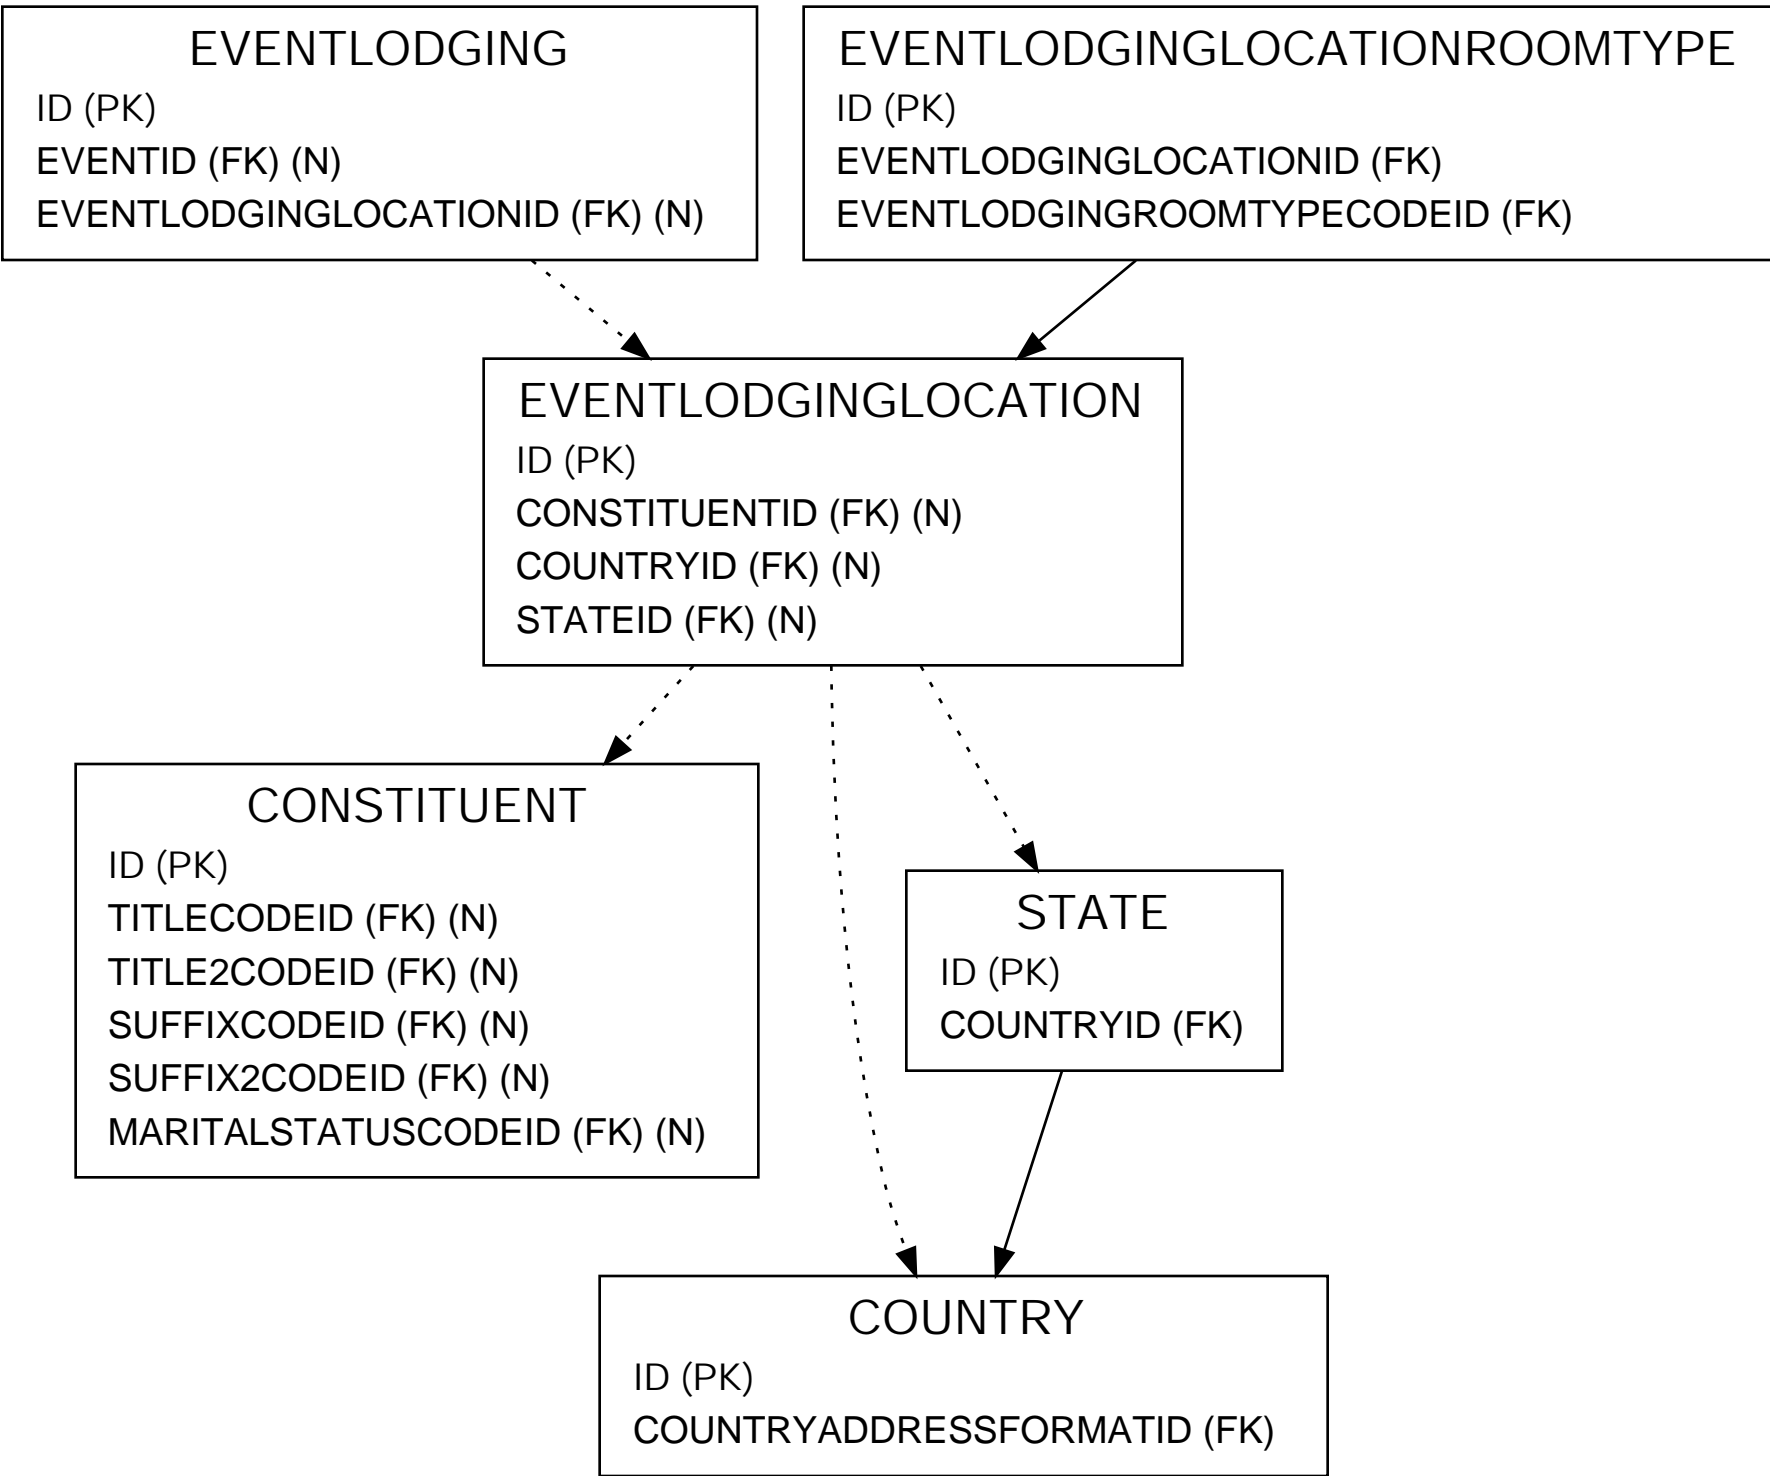 EVENTLODGING
ID (PK)
EVENTID (FK) (N)
EVENTLODGINGLOCATIONID (FK) (N)
EVENTLODGINGLOCATIONROOMTYPE
ID (PK)
EVENTLODGINGLOCATIONID (FK)
EVENTLODGINGROOMTYPECODEID (FK)
EVENTLODGINGLOCATION
ID (PK)
CONSTITUENTID (FK) (N)
COUNTRYID (FK) (N)
STATEID (FK) (N)
CONSTITUENT
ID (PK)
TITLECODEID (FK) (N)
TITLE2CODEID (FK) (N)
SUFFIXCODEID (FK) (N)
SUFFIX2CODEID (FK) (N)
MARITALSTATUSCODEID (FK) (N)
STATE
ID (PK)
COUNTRYID (FK)
COUNTRY
ID (PK)
COUNTRYADDRESSFORMATID (FK)